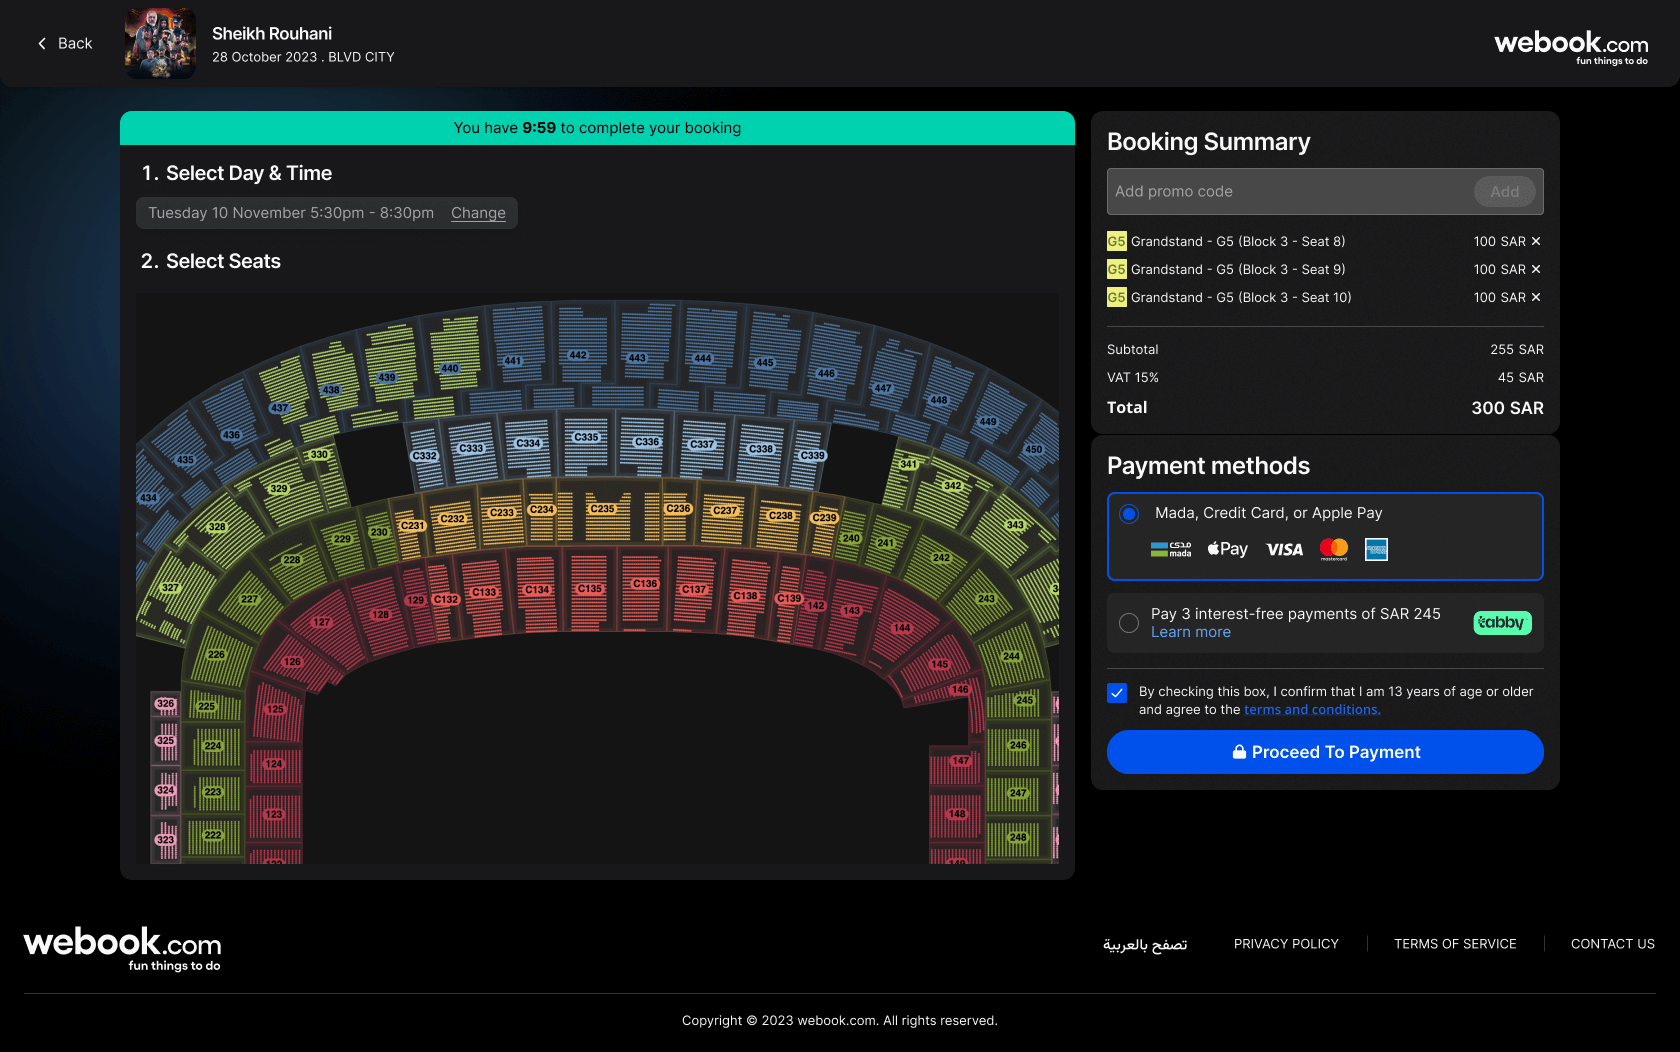 Back
Sheikh Rouhani
28 October 2023 . BLVD CITY
webook.com
fun things to do
You have 9:59 to complete your booking
1. Select Day & Time
Tuesday 10 November 5:30pm - 8:30pm Change
2. Select Seats
441 442 443 444 445
440 446
439 447
438 448
437 449
436 450
435
434
C332 C333 C334 C335 C336 C337 C338 C339
330 341
329 342
328 343
327
C231 C232 C233 C234 C235 C236 C237 C238 C239
230 240
229 241
228 242
227 243
226 244
225 245
224 246
223 247
222 248
129 C132 C133 C134 C135 C136 C137 C138 C139 142
128 143
127 144
126 145
125 146
124 147
123 148
326
325
324
323
Booking Summary
Add promo code Add
G5 Grandstand - G5 (Block 3 - Seat 8) 100 SAR ✕
G5 Grandstand - G5 (Block 3 - Seat 9) 100 SAR ✕
G5 Grandstand - G5 (Block 3 - Seat 10) 100 SAR ✕
Subtotal 255 SAR
VAT 15% 45 SAR
Total 300 SAR
Payment methods
Mada, Credit Card, or Apple Pay
مدى mada Pay VISA mastercard
Pay 3 interest-free payments of SAR 245
Learn more
tabby
By checking this box, I confirm that I am 13 years of age or older
and agree to the terms and conditions.
Proceed To Payment
webook.com
fun things to do
تصفح بالعربية PRIVACY POLICY TERMS OF SERVICE CONTACT US
Copyright © 2023 webook.com. All rights reserved.